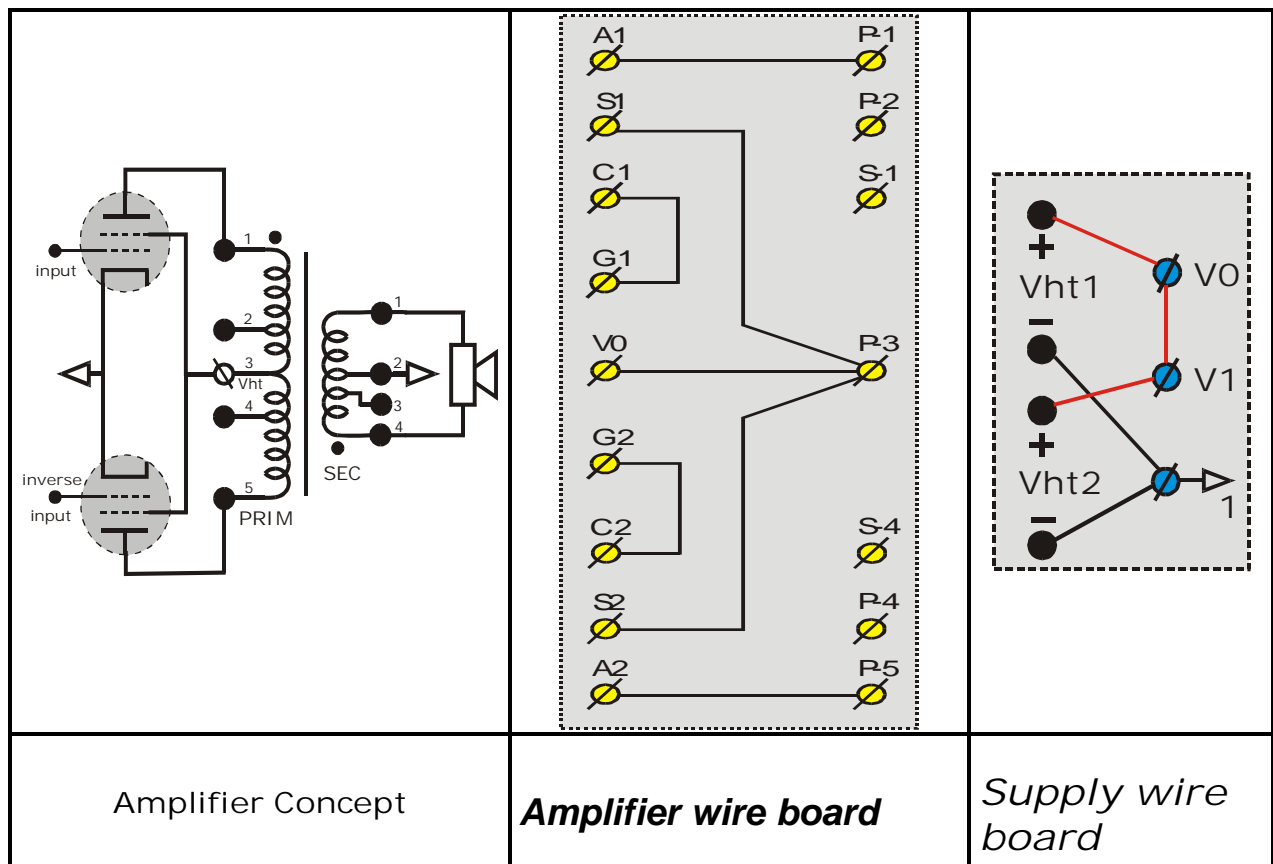 1
input
2
3
Vht
4
inverse
input
5
PRIM
1
2
3
4
SEC
A1 P-1
S1 P-2
C1 S-1
G1
V0 P-3
G2
C2 S-4
S2 P-4
A2 P-5
+
Vht1 V0
–
V1
+
Vht2
1
–
Amplifier Concept
Amplifier wire board
Supply wire
board